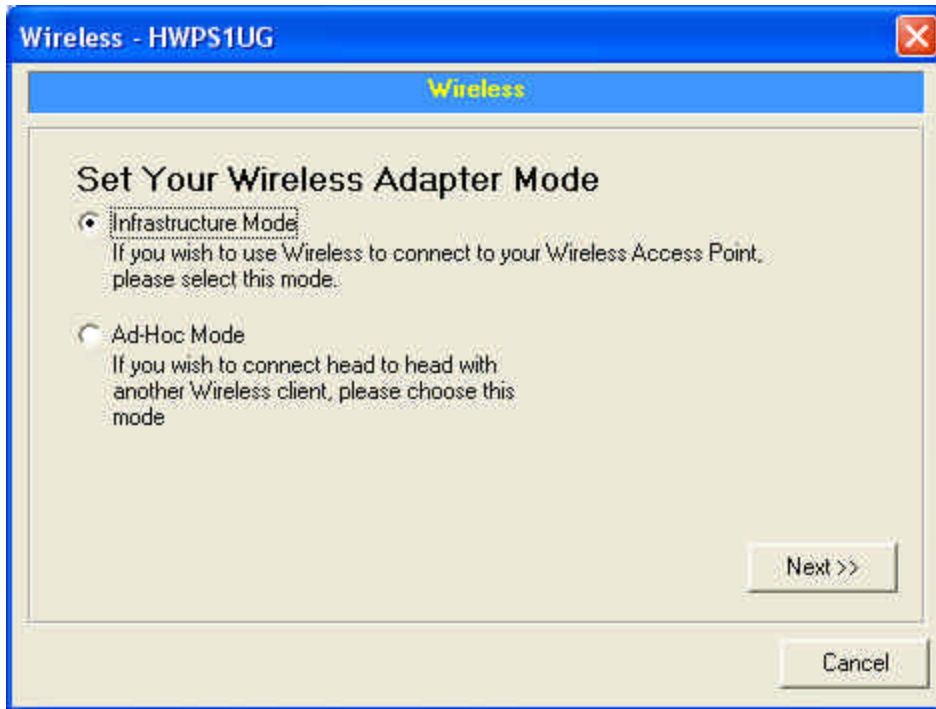 Wireless - HWPS1UG
Wireless
Set Your Wireless Adapter Mode
Infrastructure Mode
If you wish to use Wireless to connect to your Wireless Access Point,
please select this mode.
Ad-Hoc Mode
If you wish to connect head to head with
another Wireless client, please choose this
mode
Next >>
Cancel